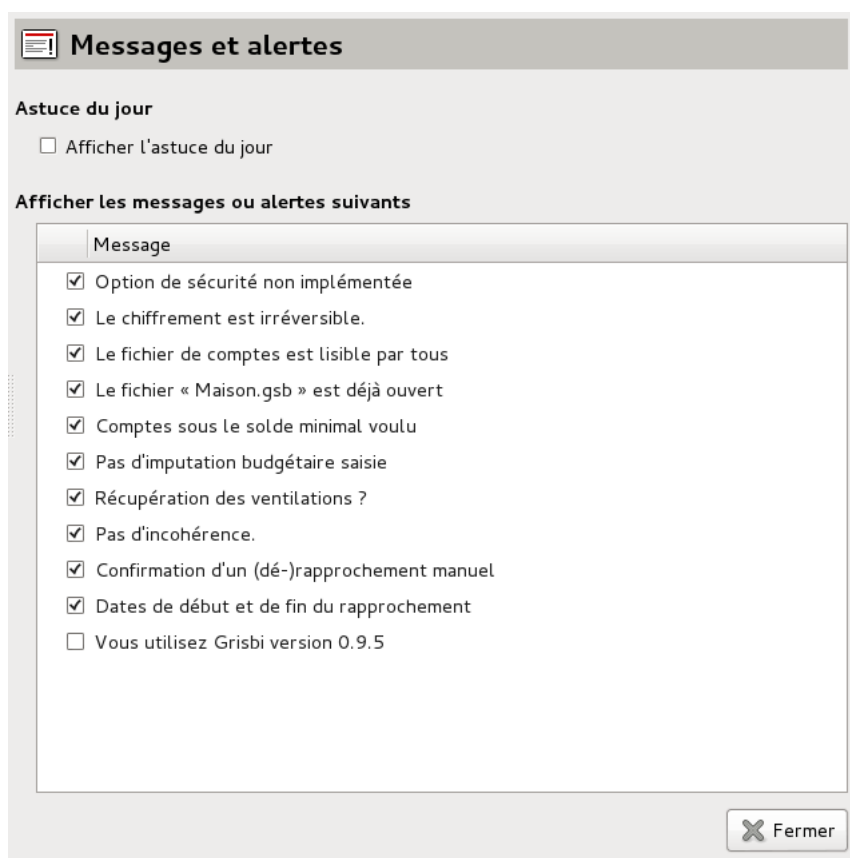 Messages et alertes
Astuce du jour
Afficher l'astuce du jour
Afficher les messages ou alertes suivants
Message
Option de sécurité non implémentée
Le chiffrement est irréversible.
Le fichier de comptes est lisible par tous
Le fichier « Maison.gsb » est déjà ouvert
Comptes sous le solde minimal voulu
Pas d'imputation budgétaire saisie
Récupération des ventilations ?
Pas d'incohérence.
Confirmation d'un (dé-)rapprochement manuel
Dates de début et de fin du rapprochement
Vous utilisez Grisbi version 0.9.5
Fermer